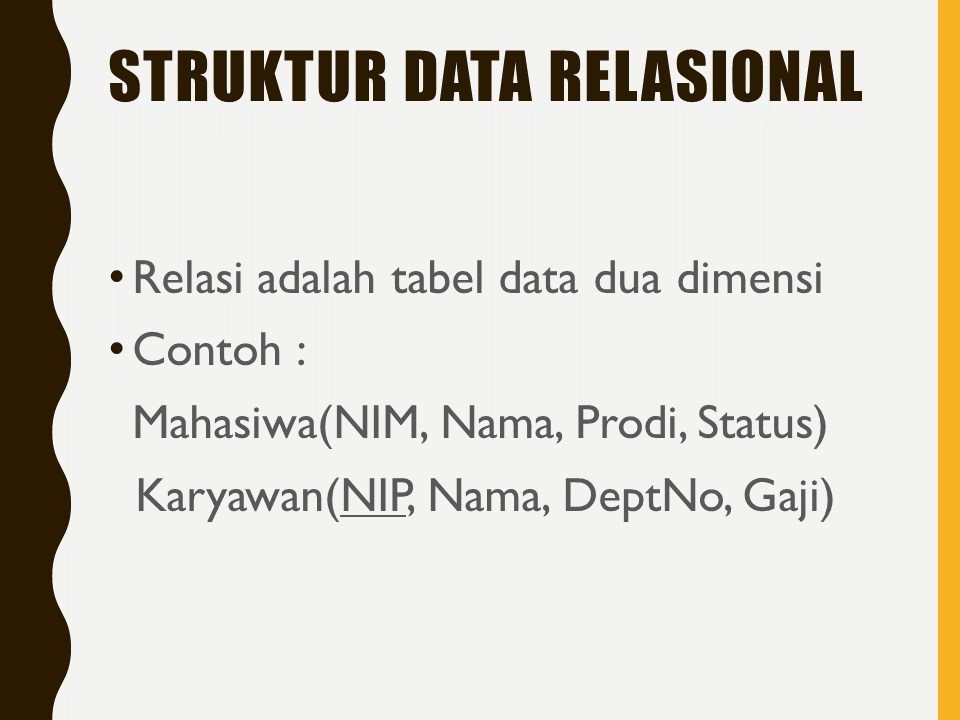 STRUKTUR DATA RELASIONAL
• Relasi adalah tabel data dua dimensi
• Contoh :
Mahasiwa(NIM, Nama, Prodi, Status)
Karyawan(NIP, Nama, DeptNo, Gaji)